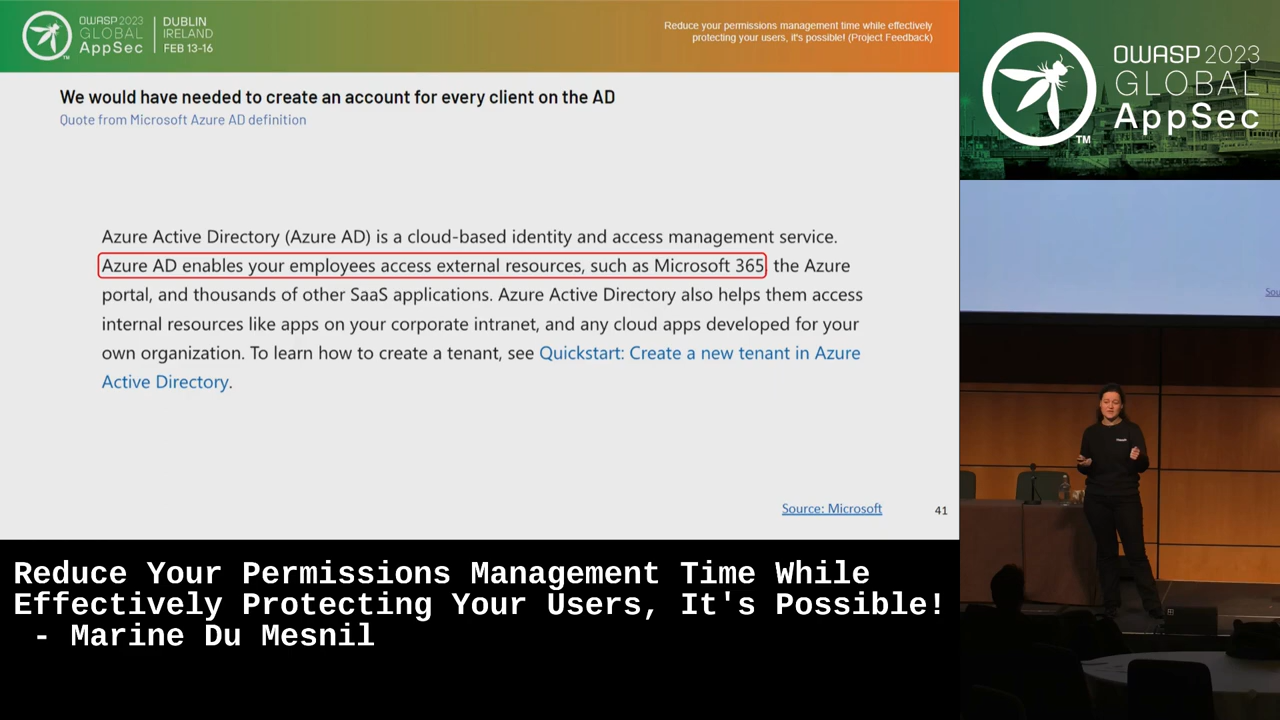 OWASP 2023
GLOBAL
AppSec
TM
DUBLIN
IRELAND
FEB 13-16
Reduce your permissions management time while effectively
protecting your users, it's possible! (Project Feedback)
We would have needed to create an account for every client on the AD
Quote from Microsoft Azure AD definition
Azure Active Directory (Azure AD) is a cloud-based identity and access management service.
Azure AD enables your employees access external resources, such as Microsoft 365, the Azure
portal, and thousands of other SaaS applications. Azure Active Directory also helps them access
internal resources like apps on your corporate intranet, and any cloud apps developed for your
own organization. To learn how to create a tenant, see Quickstart: Create a new tenant in Azure
Active Directory.
Source: Microsoft
41
OWASP 2023
GLOBAL
AppSec
TM
Sou
Reduce Your Permissions Management Time While
Effectively Protecting Your Users, It's Possible!
- Marine Du Mesnil